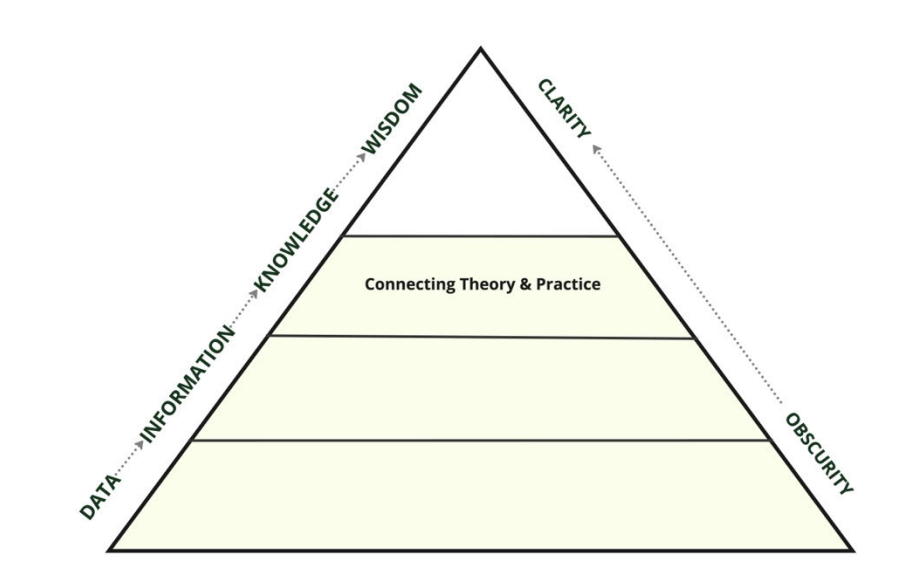 WISDOM
CLARITY
KNOWLEDGE
Connecting Theory & Practice
INFORMATION
OBSCURITY
DATA